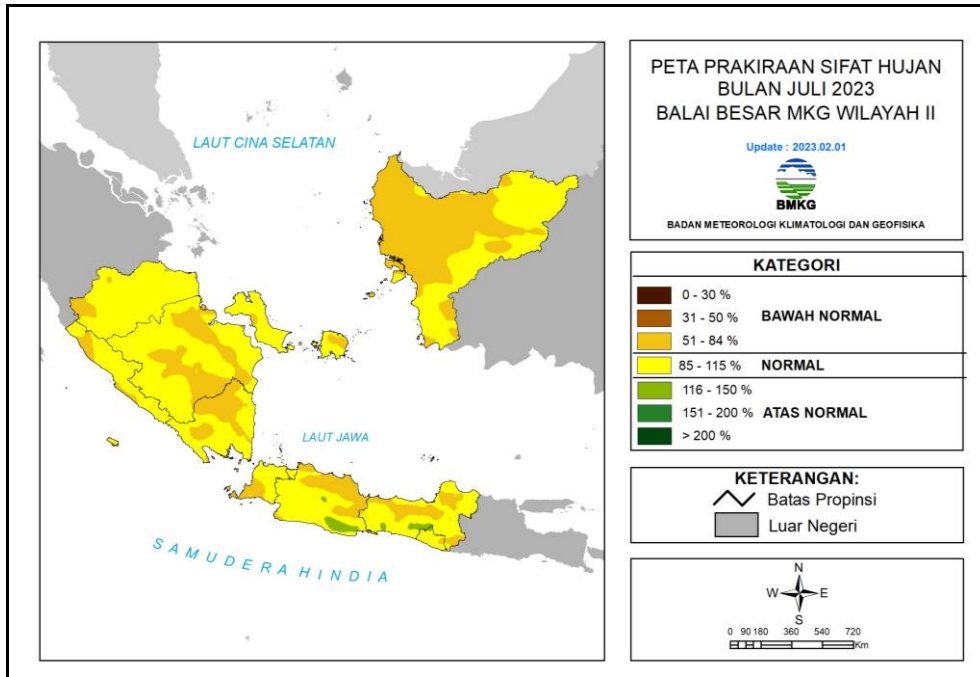 LAUT CINA SELATAN
LAUT JAWA
SAMUDERA HINDIA
PETA PRAKIRAAN SIFAT HUJAN
BULAN JULI 2023
BALAI BESAR MKG WILAYAH II
Update : 2023.02.01
BMKG
BADAN METEOROLOGI KLIMATOLOGI DAN GEOFISIKA
KATEGORI
0 - 30 %
31 - 50 % BAWAH NORMAL
51 - 84 %
85 - 115 % NORMAL
116 - 150 %
151 - 200 % ATAS NORMAL
> 200 %
KETERANGAN:
Batas Propinsi
Luar Negeri
N
W E
S
0 90 180 360 540 720
Km